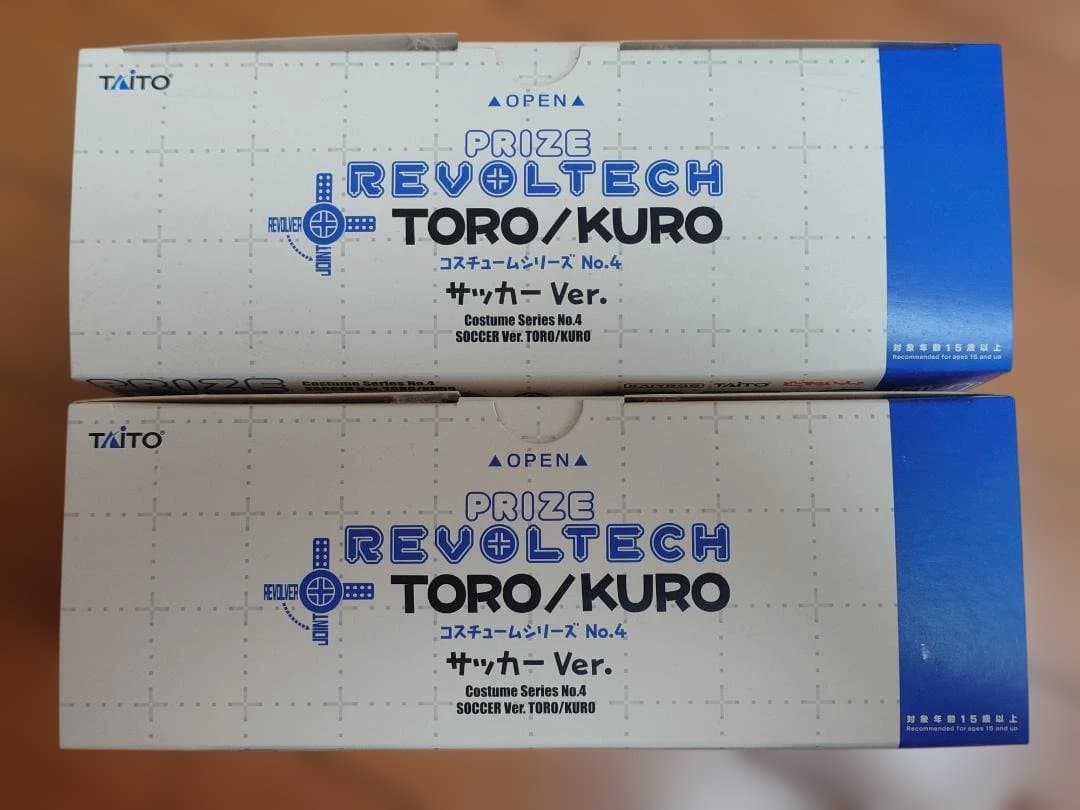 TAITO
▲OPEN▲
PRIZE
REVOLTECH
REVOLVER
JOINT
TORO/KURO
コスチュームシリーズ No.4
サッカー Ver.
Costume Series No.4
SOCCER Ver. TORO/KURO
対象年齢15歳以上
Recommended for ages 15 and up
PRIZE
Costume Series No.4
SOCCER Ver. TORO/KURO
KAIYODO
TAITO
TAITO
▲OPEN▲
PRIZE
REVOLTECH
REVOLVER
JOINT
TORO/KURO
コスチュームシリーズ No.4
サッカー Ver.
Costume Series No.4
SOCCER Ver. TORO/KURO
対象年齢15歳以上
Recommended for ages 15 and up